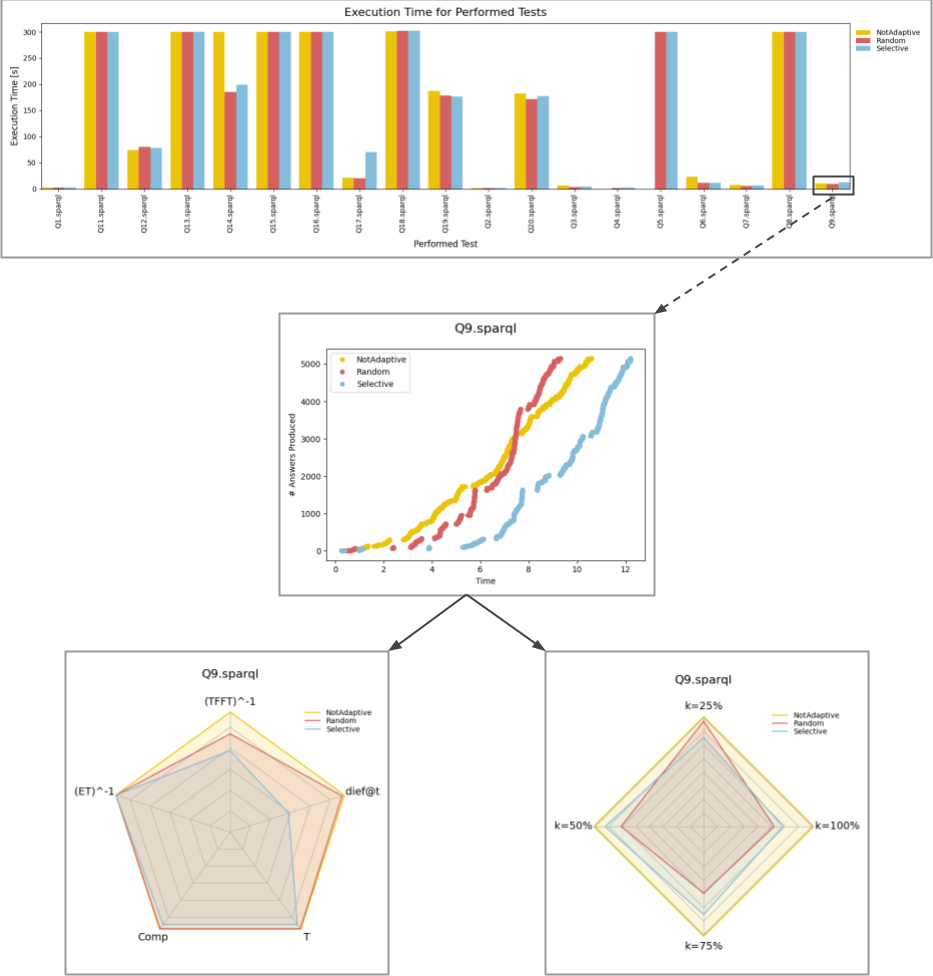 Execution Time for Performed Tests
Execution Time [s]
300
250
200
150
100
50
0
NotAdaptive
Random
Selective
Q1.sparql
Q11.sparql
Q12.sparql
Q13.sparql
Q14.sparql
Q15.sparql
Q16.sparql
Q17.sparql
Q18.sparql
Q19.sparql
Q2.sparql
Q20.sparql
Q3.sparql
Q4.sparql
Q5.sparql
Q6.sparql
Q7.sparql
Q8.sparql
Q9.sparql
Performed Test
Q9.sparql
NotAdaptive
Random
Selective
# Answers Produced
5000
4000
3000
2000
1000
0
0 2 4 6 8 10 12
Time
Q9.sparql
(TFFT)^-1
NotAdaptive
Random
Selective
(ET)^-1
dief@t
Comp
T
Q9.sparql
k=25%
NotAdaptive
Random
Selective
k=50%
k=100%
k=75%